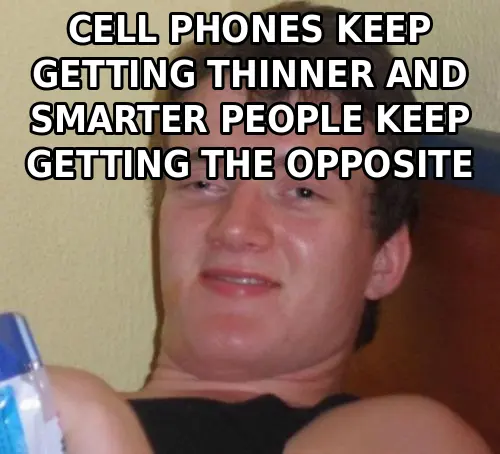 CELL PHONES KEEP
GETTING THINNER AND
SMARTER PEOPLE KEEP
GETTING THE OPPOSITE